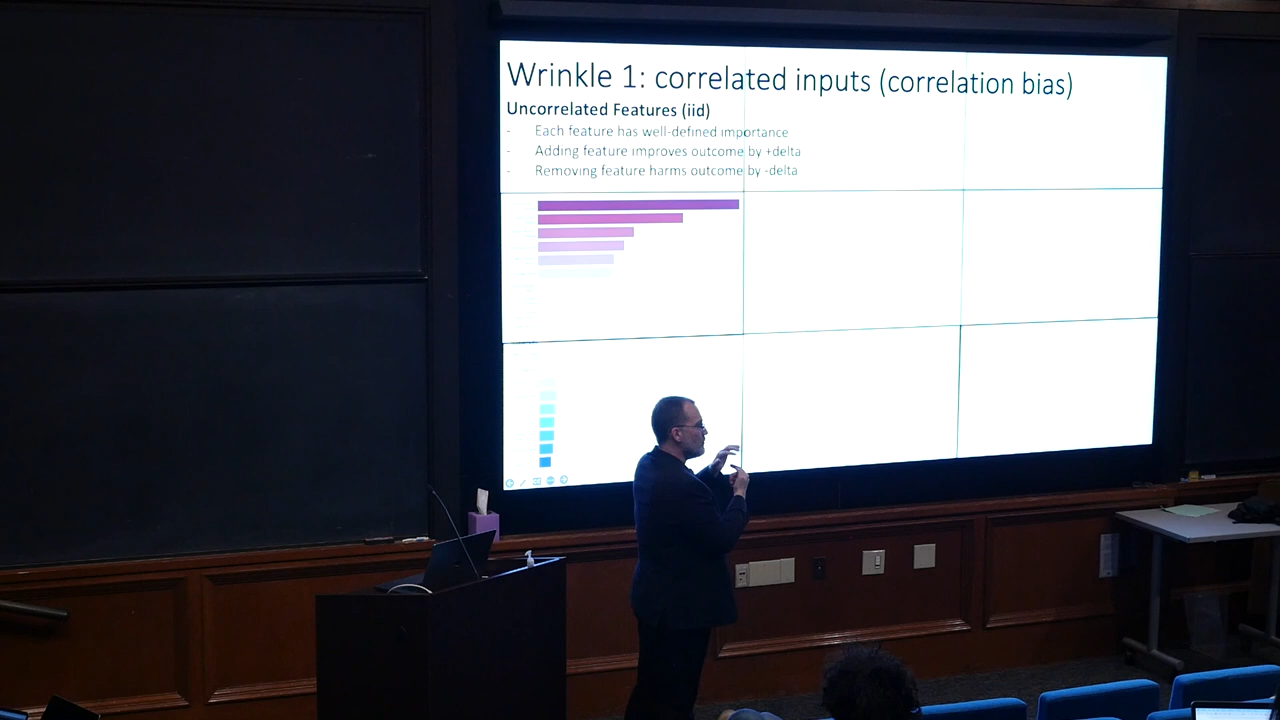 Wrinkle 1: correlated inputs (correlation bias)
Uncorrelated Features (iid)
- Each feature has well-defined importance
- Adding feature improves outcome by +delta
- Removing feature harms outcome by -delta